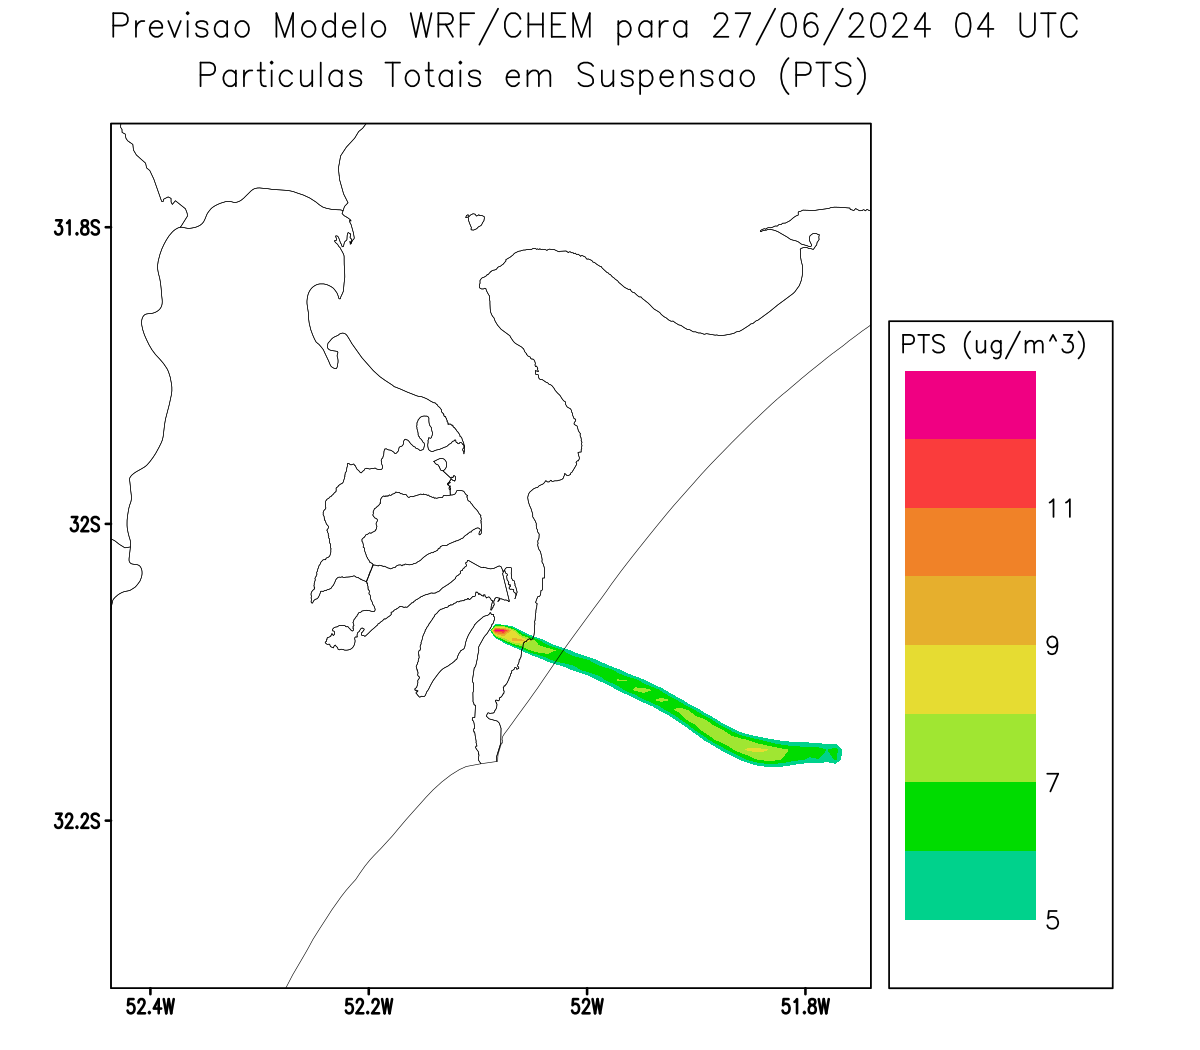 Previsao Modelo WRF/CHEM para 27/06/2024 04 UTC
Particulas Totais em Suspensao (PTS)
31.8S
32S
32.2S
52.4W
52.2W
52W
51.8W
PTS (ug/m^3)
11
9
7
5